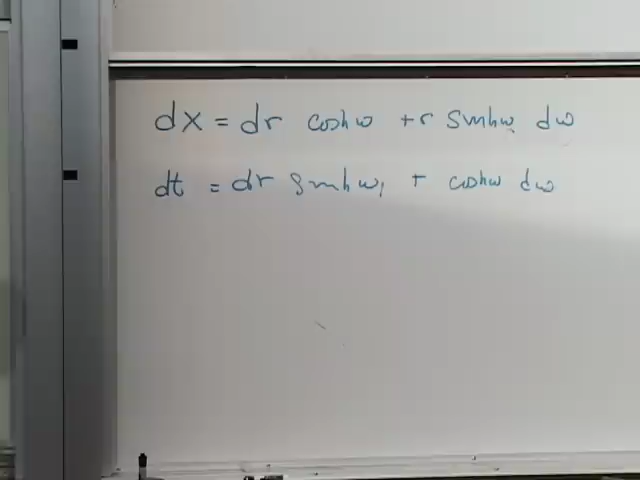 dx = dr coshω + r sinhω dω
dt = dr sinhω + coshω dω